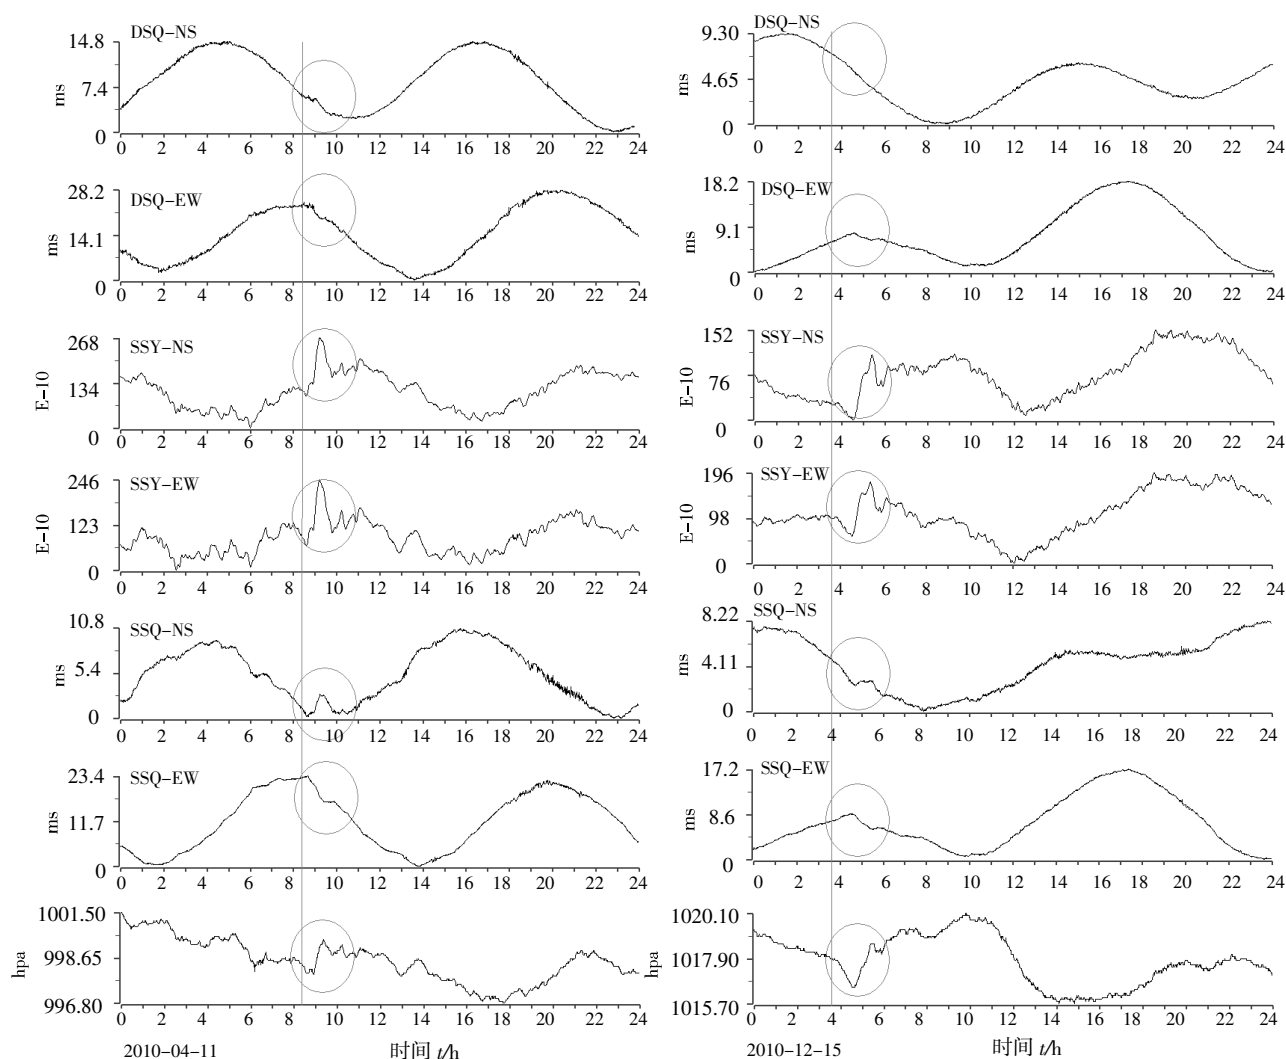 DSQ–NS
14.8
7.4
0
ms
0 2 4 6 8 10 12 14 16 18 20 22 24
DSQ–EW
28.2
14.1
0
ms
0 2 4 6 8 10 12 14 16 18 20 22 24
SSY–NS
268
134
0
E–10
0 2 4 6 8 10 12 14 16 18 20 22 24
SSY–EW
246
123
0
E–10
0 2 4 6 8 10 12 14 16 18 20 22 24
SSQ–NS
10.8
5.4
0
ms
0 2 4 6 8 10 12 14 16 18 20 22 24
SSQ–EW
23.4
11.7
0
ms
0 2 4 6 8 10 12 14 16 18 20 22 24
1001.50
998.65
996.80
hpa
0 2 4 6 8 10 12 14 16 18 20 22 24
2010–04–11 时间 t/h
DSQ–NS
9.30
4.65
0
ms
0 2 4 6 8 10 12 14 16 18 20 22 24
DSQ–EW
18.2
9.1
0
ms
0 2 4 6 8 10 12 14 16 18 20 22 24
SSY–NS
152
76
0
E–10
0 2 4 6 8 10 12 14 16 18 20 22 24
SSY–EW
196
98
0
E–10
0 2 4 6 8 10 12 14 16 18 20 22 24
SSQ–NS
8.22
4.11
0
ms
0 2 4 6 8 10 12 14 16 18 20 22 24
SSQ–EW
17.2
8.6
0
ms
0 2 4 6 8 10 12 14 16 18 20 22 24
1020.10
1017.90
1015.70
hpa
0 2 4 6 8 10 12 14 16 18 20 22 24
2010–12–15 时间 t/h